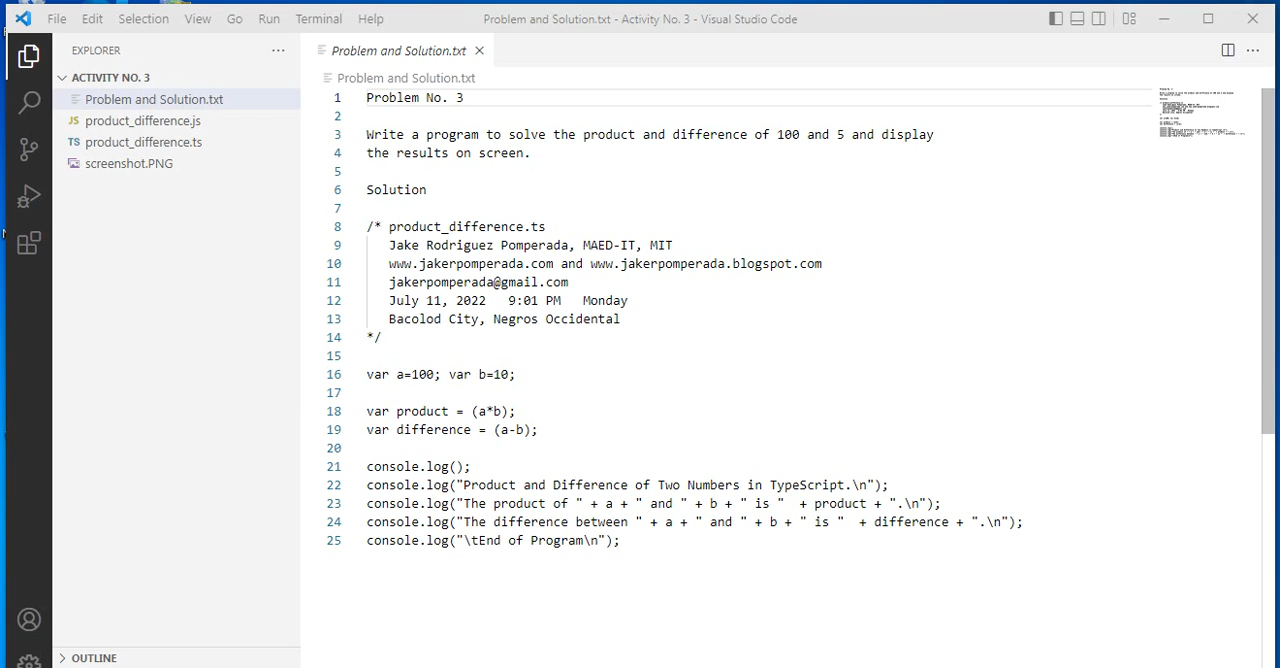 File Edit Selection View Go Run Terminal Help
Problem and Solution.txt - Activity No. 3 - Visual Studio Code
EXPLORER
ACTIVITY NO. 3
Problem and Solution.txt
JS product_difference.js
TS product_difference.ts
screenshot.PNG
OUTLINE
Problem and Solution.txt
Problem and Solution.txt
1 Problem No. 3
2
3 Write a program to solve the product and difference of 100 and 5 and display
4 the results on screen.
5
6 Solution
7
8 /* product_difference.ts
9 Jake Rodriguez Pomperada, MAED-IT, MIT
10 www.jakerpomperada.com and www.jakerpomperada.blogspot.com
11 jakerpomperada@gmail.com
12 July 11, 2022 9:01 PM Monday
13 Bacolod City, Negros Occidental
14 */
15
16 var a=100; var b=10;
17
18 var product = (a*b);
19 var difference = (a-b);
20
21 console.log();
22 console.log("Product and Difference of Two Numbers in TypeScript.\n");
23 console.log("The product of " + a + " and " + b + " is " + product + ".\n");
24 console.log("The difference between " + a + " and " + b + " is " + difference + ".\n");
25 console.log("\tEnd of Program\n");